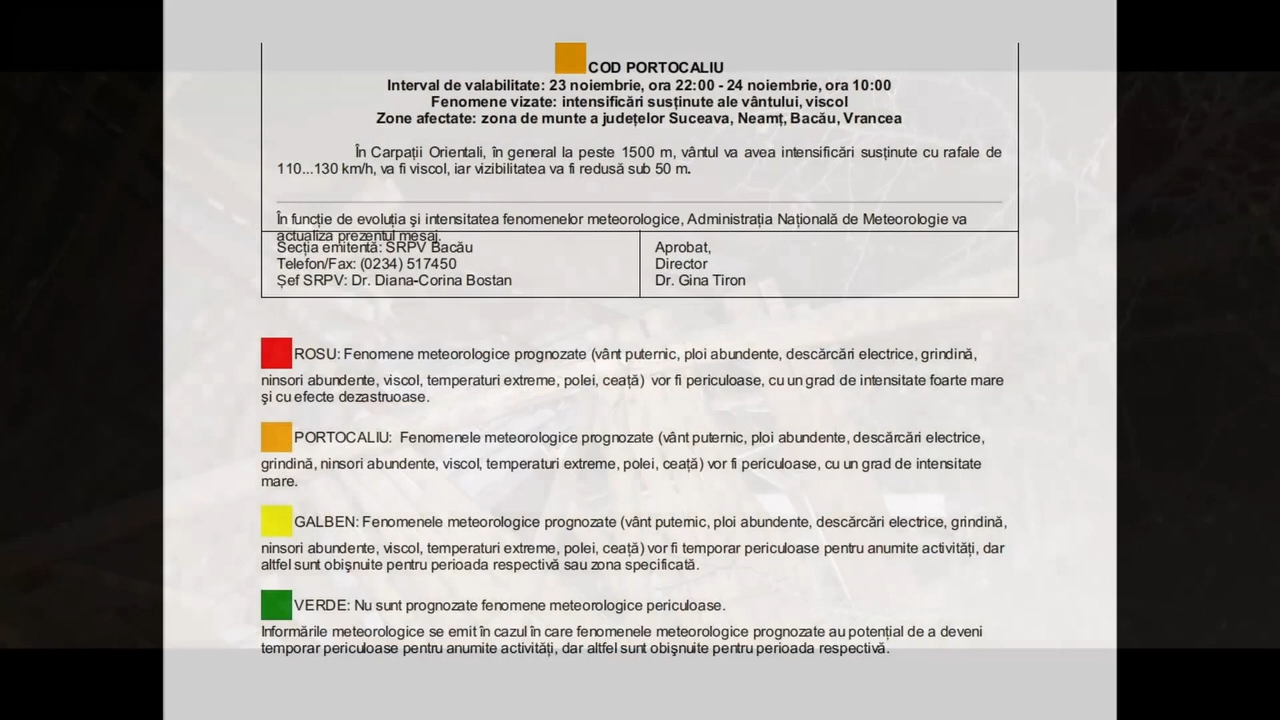 COD PORTOCALIU
Interval de valabilitate: 23 noiembrie, ora 22:00 - 24 noiembrie, ora 10:00
Fenomene vizate: intensificări susținute ale vântului, viscol
Zone afectate: zona de munte a județelor Suceava, Neamț, Bacău, Vrancea
În Carpații Orientali, în general la peste 1500 m, vântul va avea intensificări susținute cu rafale de
110...130 km/h, va fi viscol, iar vizibilitatea va fi redusă sub 50 m.
În funcție de evoluția şi intensitatea fenomenelor meteorologice, Administrația Națională de Meteorologie va
actualiza prezentul mesaj.
Secția emitentă: SRPV Bacău
Telefon/Fax: (0234) 517450
Șef SRPV: Dr. Diana-Corina Bostan
Aprobat,
Director
Dr. Gina Tiron
ROSU: Fenomene meteorologice prognozate (vânt puternic, ploi abundente, descărcări electrice, grindină,
ninsori abundente, viscol, temperaturi extreme, polei, ceață) vor fi periculoase, cu un grad de intensitate foarte mare
şi cu efecte dezastruoase.
PORTOCALIU: Fenomenele meteorologice prognozate (vânt puternic, ploi abundente, descărcări electrice,
grindină, ninsori abundente, viscol, temperaturi extreme, polei, ceață) vor fi periculoase, cu un grad de intensitate
mare.
GALBEN: Fenomenele meteorologice prognozate (vânt puternic, ploi abundente, descărcări electrice, grindină,
ninsori abundente, viscol, temperaturi extreme, polei, ceață) vor fi temporar periculoase pentru anumite activități, dar
altfel sunt obişnuite pentru perioada respectivă sau zona specificată.
VERDE: Nu sunt prognozate fenomene meteorologice periculoase.
Informările meteorologice se emit în cazul în care fenomenele meteorologice prognozate au potențial de a deveni
temporar periculoase pentru anumite activități, dar altfel sunt obişnuite pentru perioada respectivă.